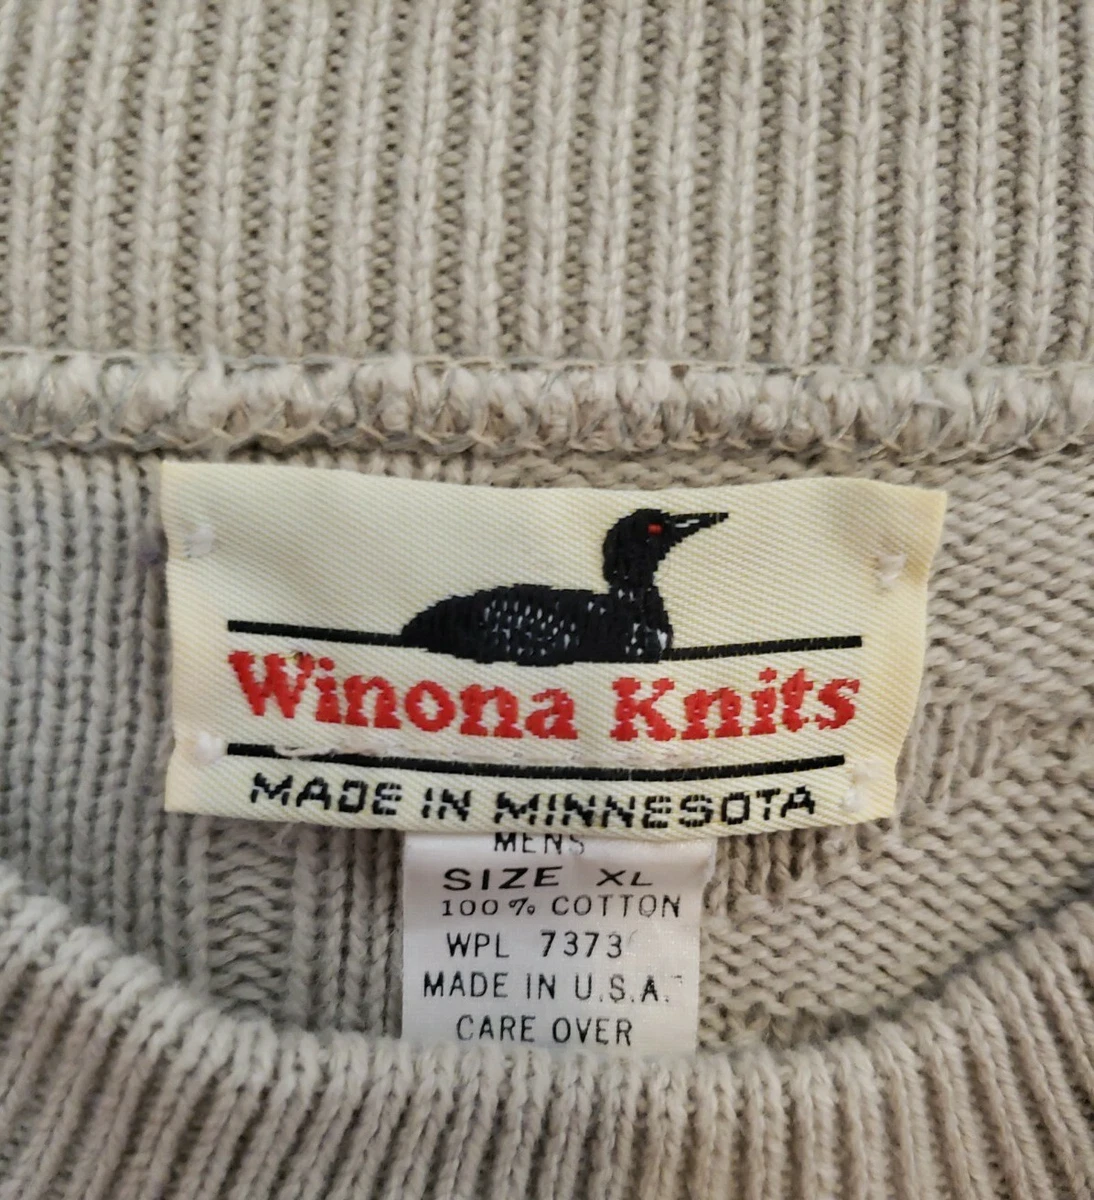 Winona Knits
MADE IN MINNESOTA
MENS
SIZE XL
100% COTTON
WPL 7373
MADE IN U.S.A.
CARE OVER